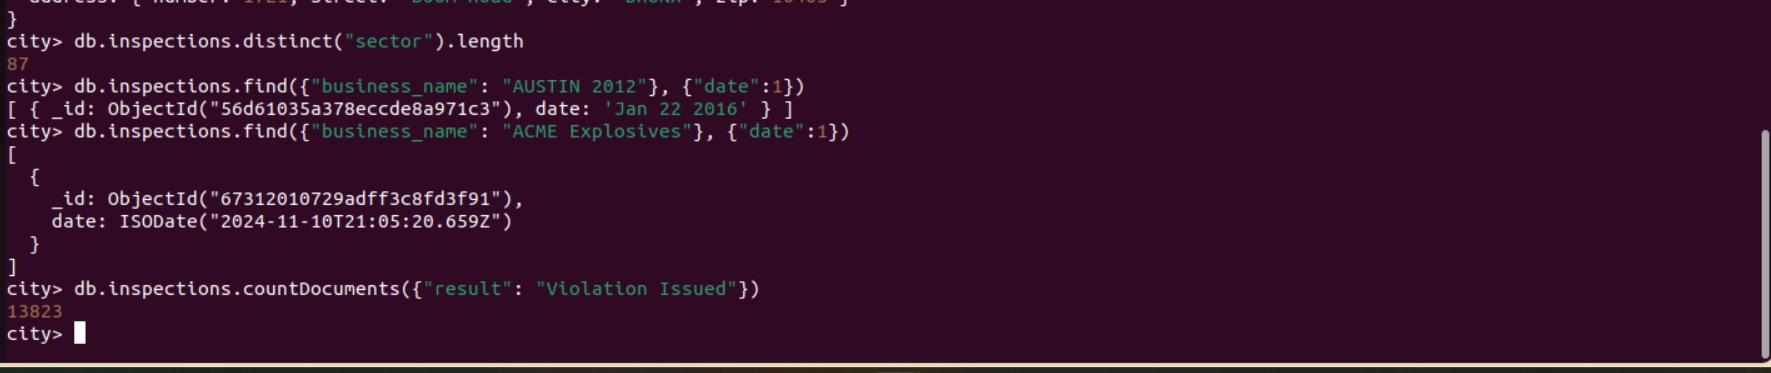 }
city> db.inspections.distinct("sector").length
87
city> db.inspections.find({"business_name": "AUSTIN 2012"}, {"date":1})
[ { _id: ObjectId("56d61035a378eccde8a971c3"), date: 'Jan 22 2016' } ]
city> db.inspections.find({"business_name": "ACME Explosives"}, {"date":1})
[
  {
    _id: ObjectId("67312010729adff3c8fd3f91"),
    date: ISODate("2024-11-10T21:05:20.659Z")
  }
]
city> db.inspections.countDocuments({"result": "Violation Issued"})
13823
city>